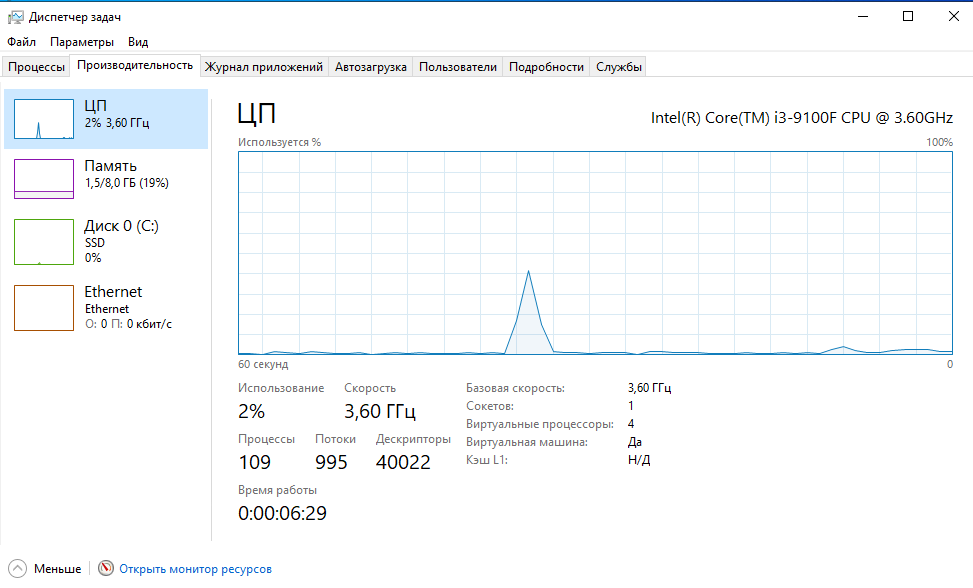 Диспетчер задач
Файл Параметры Вид
Процессы Производительность Журнал приложений Автозагрузка Пользователи Подробности Службы
ЦП
2% 3,60 ГГц
Память
1,5/8,0 ГБ (19%)
Диск 0 (C:)
SSD
0%
Ethernet
Ethernet
О: 0 П: 0 кбит/с
ЦП
Intel(R) Core(TM) i3-9100F CPU @ 3.60GHz
Используется % 100%
60 секунд 0
Использование Скорость
2% 3,60 ГГц
Процессы Потоки Дескрипторы
109 995 40022
Время работы
0:00:06:29
Базовая скорость: 3,60 ГГц
Сокетов: 1
Виртуальные процессоры: 4
Виртуальная машина: Да
Кэш L1: Н/Д
Меньше Открыть монитор ресурсов